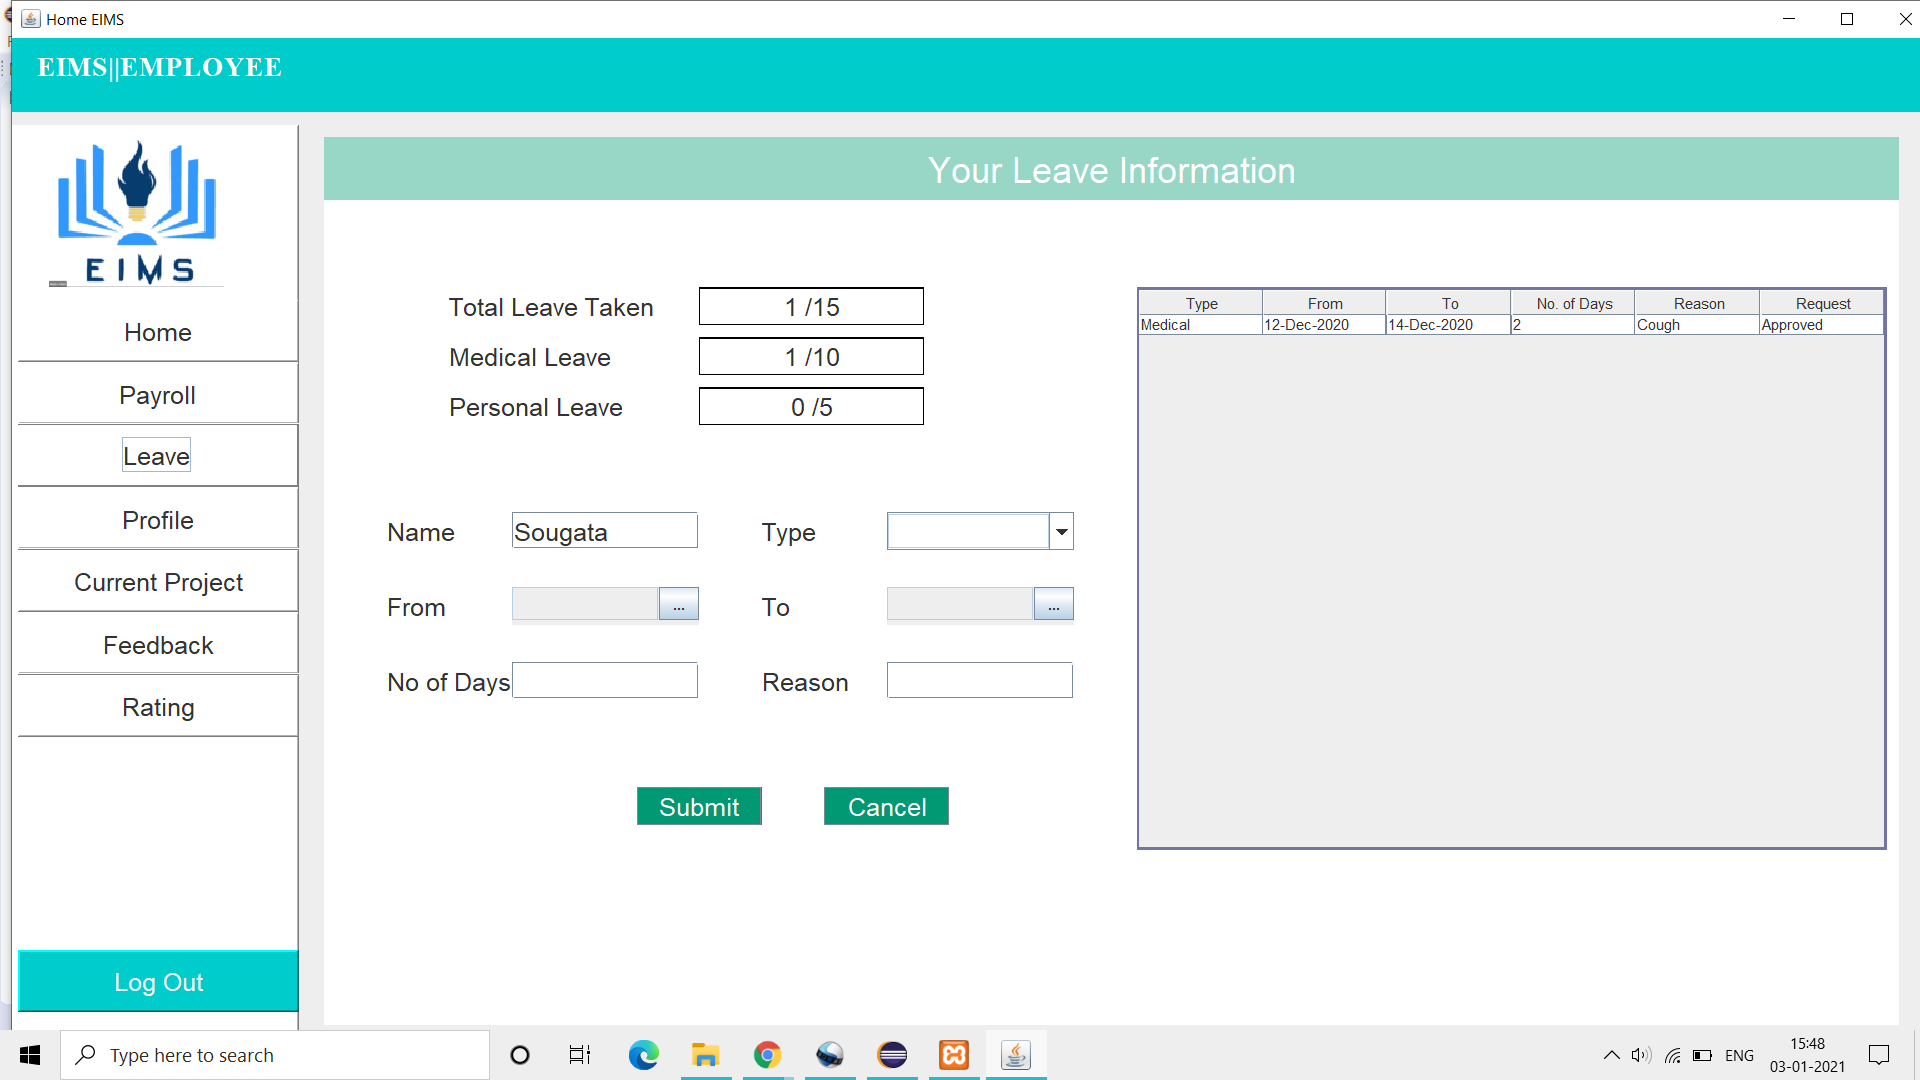 Home EIMS
EIMS||EMPLOYEE
EIMS
Home
Payroll
Leave
Profile
Current Project
Feedback
Rating
Log Out
Your Leave Information
Total Leave Taken 1 /15
Medical Leave 1 /10
Personal Leave 0 /5
Name Sougata Type
From ... To ...
No of Days Reason
Submit Cancel
Type From To No. of Days Reason Request
Medical 12-Dec-2020 14-Dec-2020 2 Cough Approved
Type here to search
ENG
15:48
03-01-2021